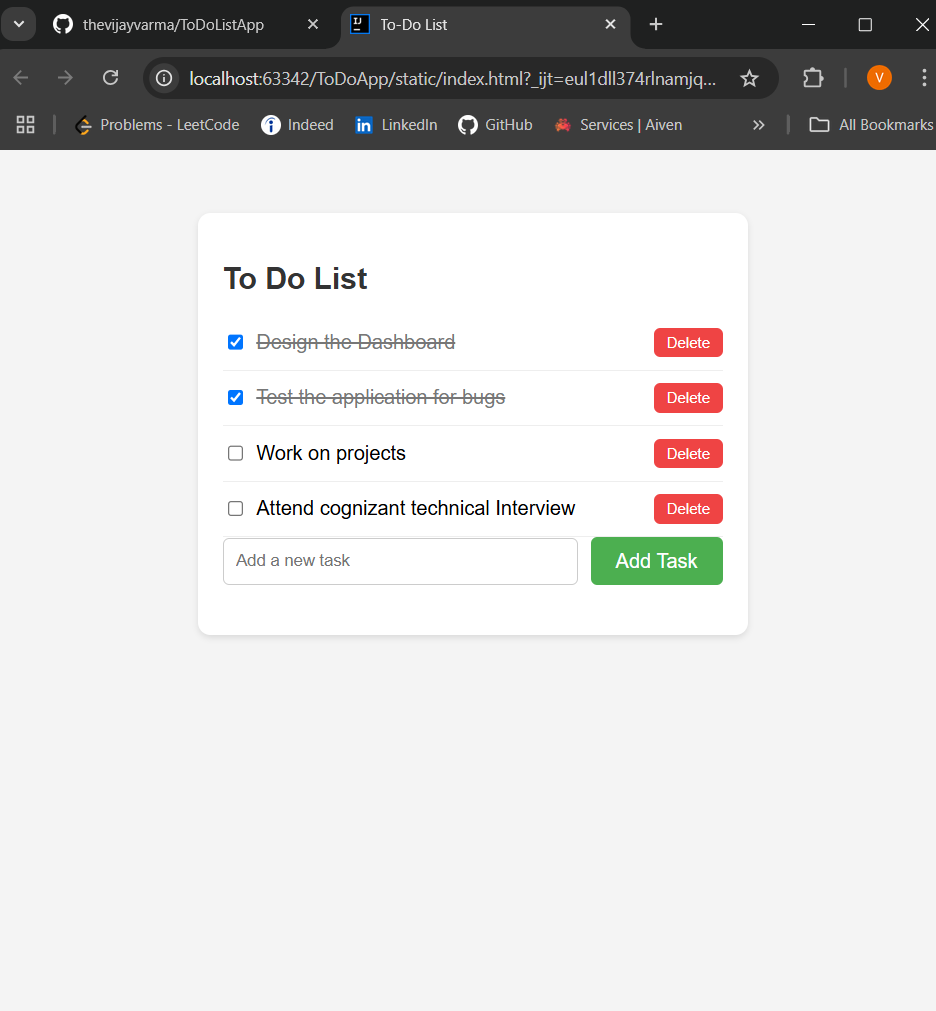 thevijayvarma/ToDoListApp
To-Do List
localhost:63342/ToDoApp/static/index.html?_ijt=eul1dll374rlnamjq...
V
Problems - LeetCode
Indeed
LinkedIn
GitHub
Services | Aiven
All Bookmarks
To Do List
Design the Dashboard Delete
Test the application for bugs Delete
Work on projects Delete
Attend cognizant technical Interview Delete
Add a new task Add Task